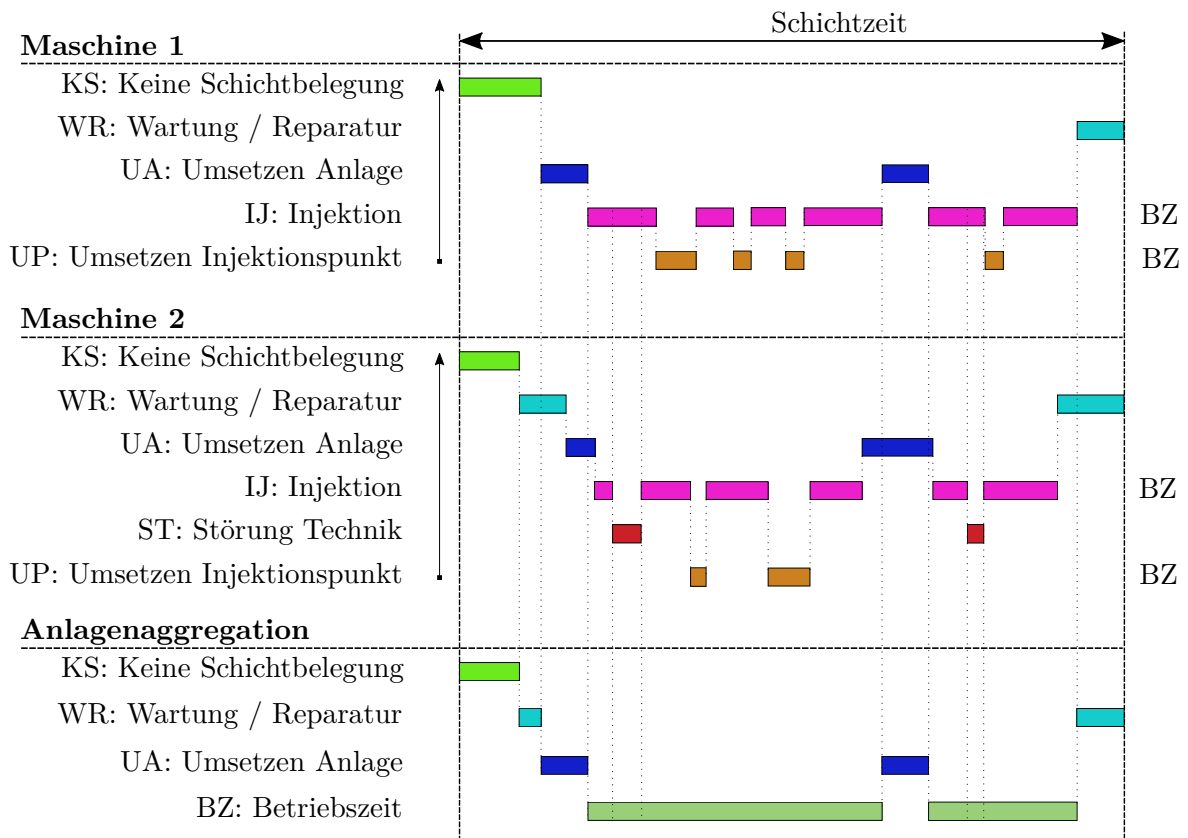 Schichtzeit
Maschine 1
KS: Keine Schichtbelegung
WR: Wartung / Reparatur
UA: Umsetzen Anlage
IJ: Injektion BZ
UP: Umsetzen Injektionspunkt BZ
Maschine 2
KS: Keine Schichtbelegung
WR: Wartung / Reparatur
UA: Umsetzen Anlage
IJ: Injektion BZ
ST: Störung Technik
UP: Umsetzen Injektionspunkt BZ
Anlagenaggregation
KS: Keine Schichtbelegung
WR: Wartung / Reparatur
UA: Umsetzen Anlage
BZ: Betriebszeit